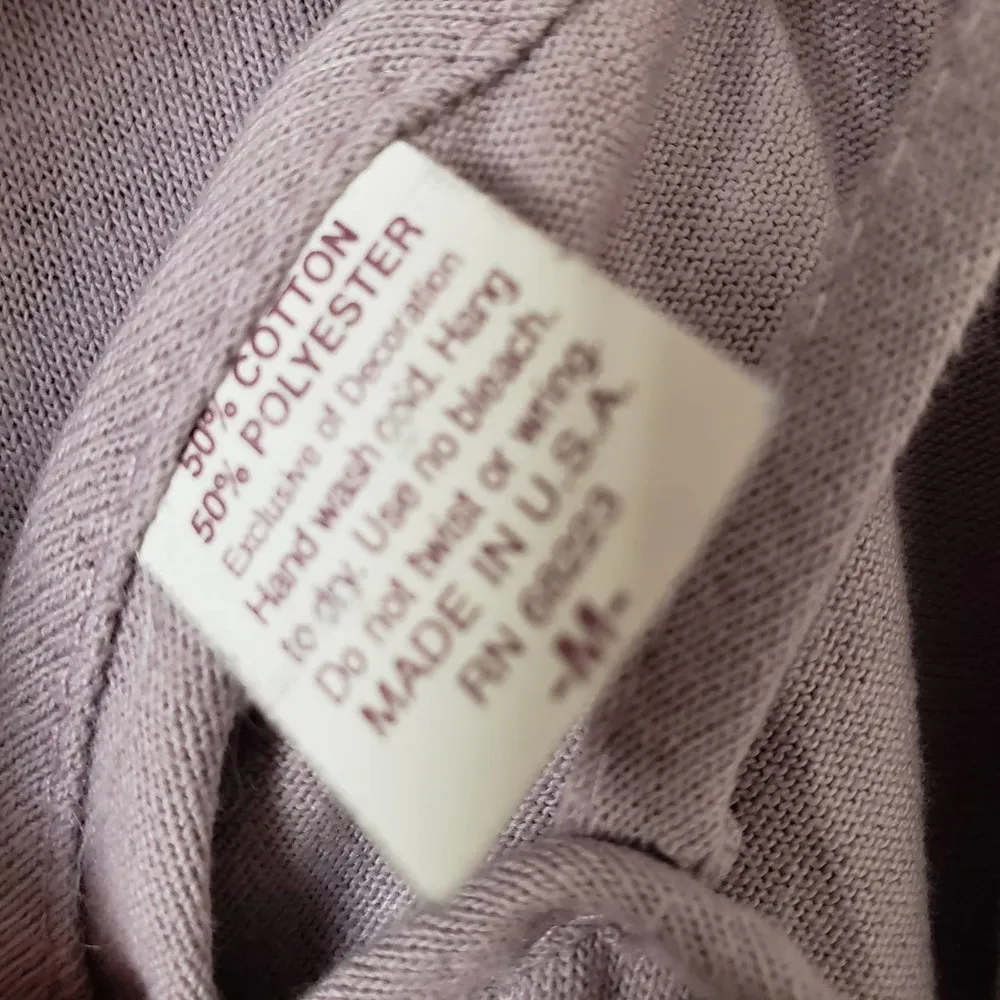 50% COTTON
50% POLYESTER
Exclusive of Decoration
Hand wash cold. Hang
to dry. Use no bleach.
Do not twist or wring.
MADE IN U.S.A.
RN
-M-